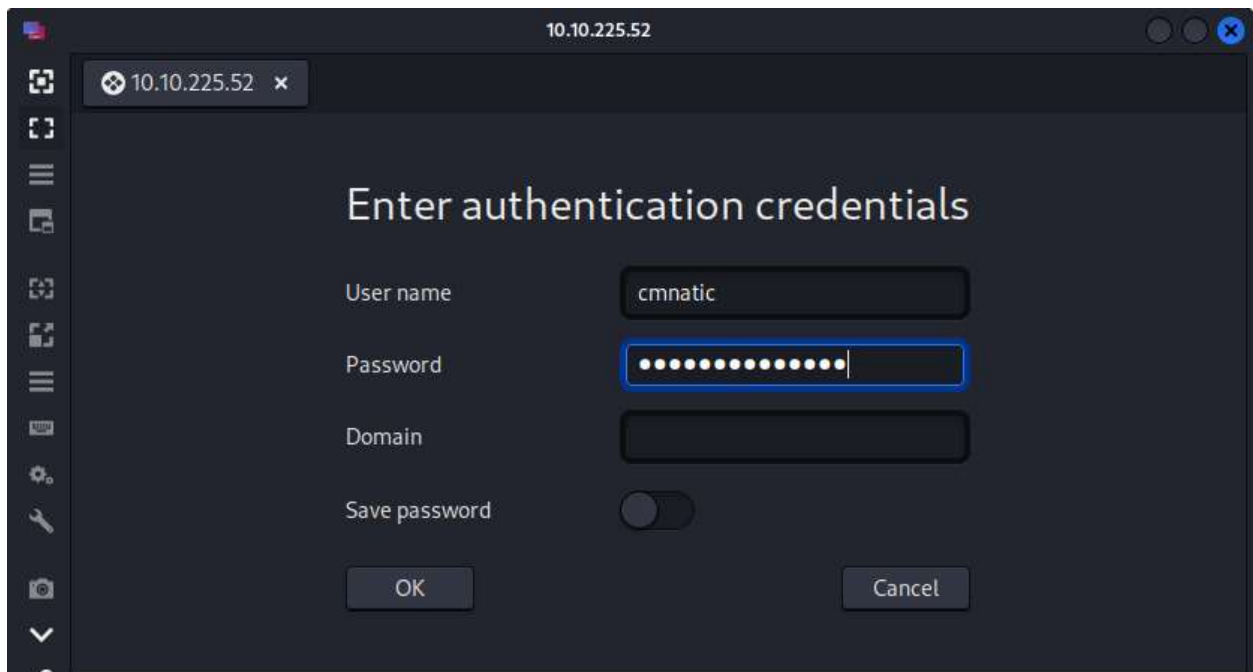 10.10.225.52
10.10.225.52
Enter authentication credentials
User name
cmnatic
Password
●●●●●●●●●●●●●●
Domain
Save password
OK
Cancel